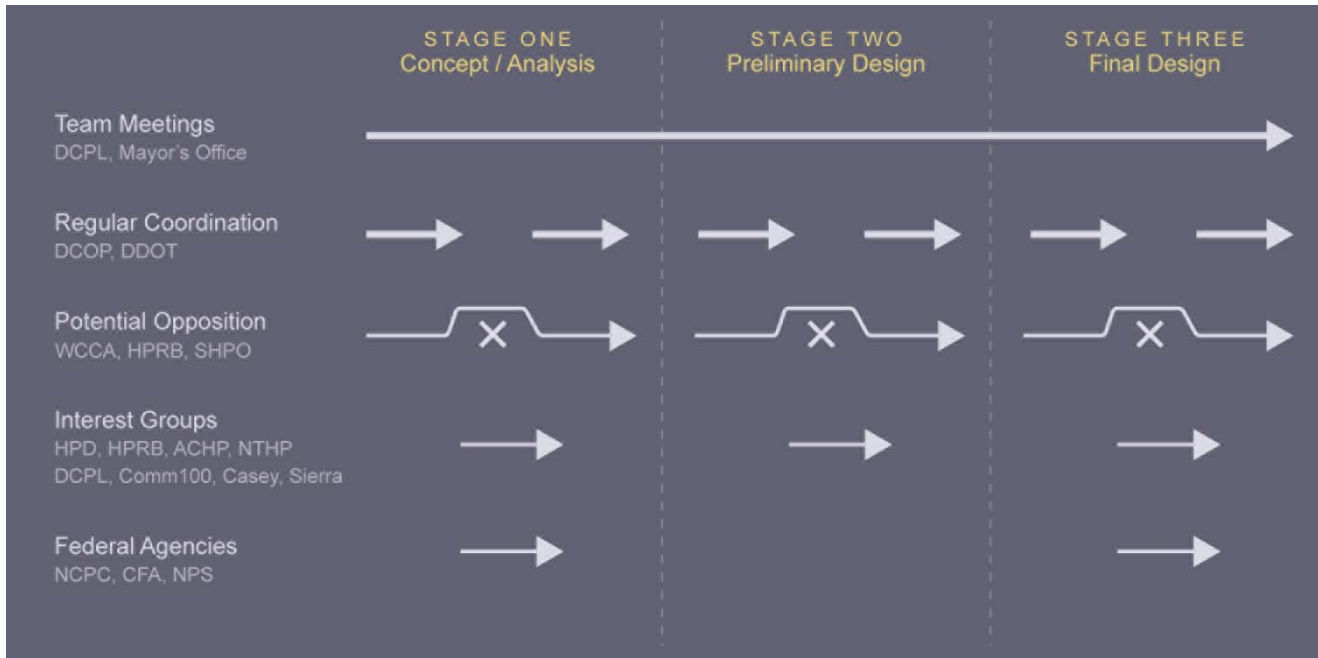 STAGE ONE
Concept / Analysis
STAGE TWO
Preliminary Design
STAGE THREE
Final Design
Team Meetings
DCPL, Mayor's Office
Regular Coordination
DCOP, DDOT
Potential Opposition
WCCA, HPRB, SHPO
Interest Groups
HPD, HPRB, ACHP, NTHP
DCPL, Comm100, Casey, Sierra
Federal Agencies
NCPC, CFA, NPS